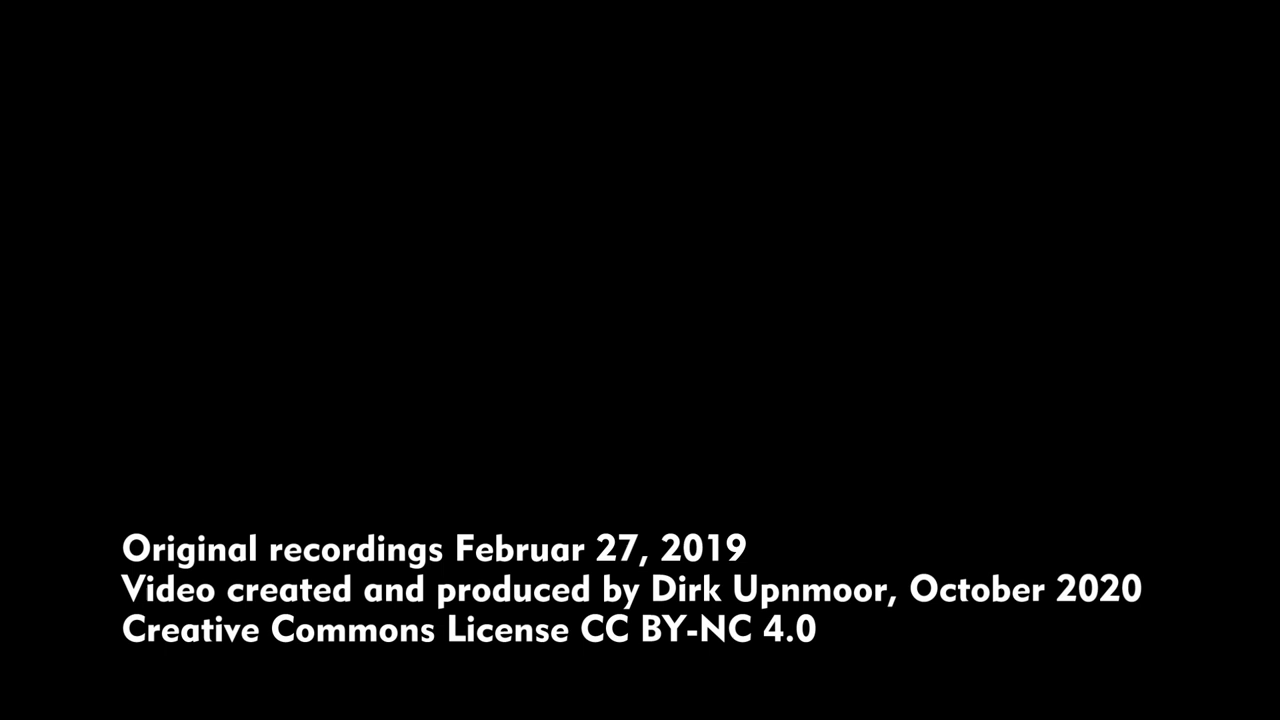 Original recordings Februar 27, 2019
Video created and produced by Dirk Upnmoor, October 2020
Creative Commons License CC BY-NC 4.0